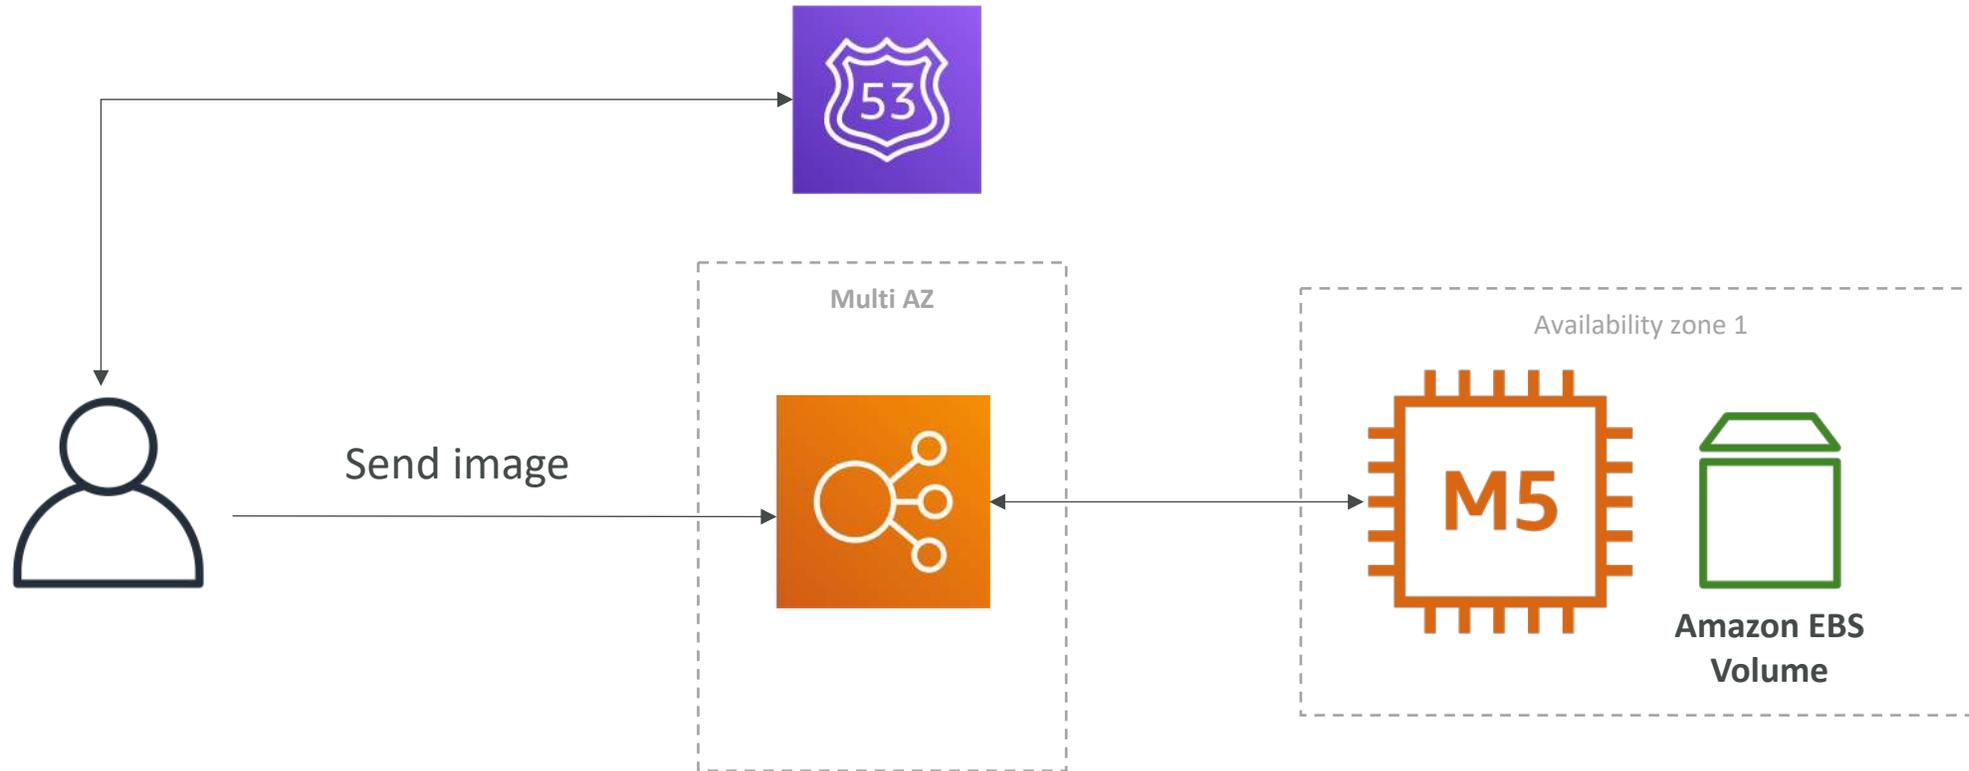 53
Multi AZ
Availability zone 1
Send image
M5
Amazon EBS
Volume